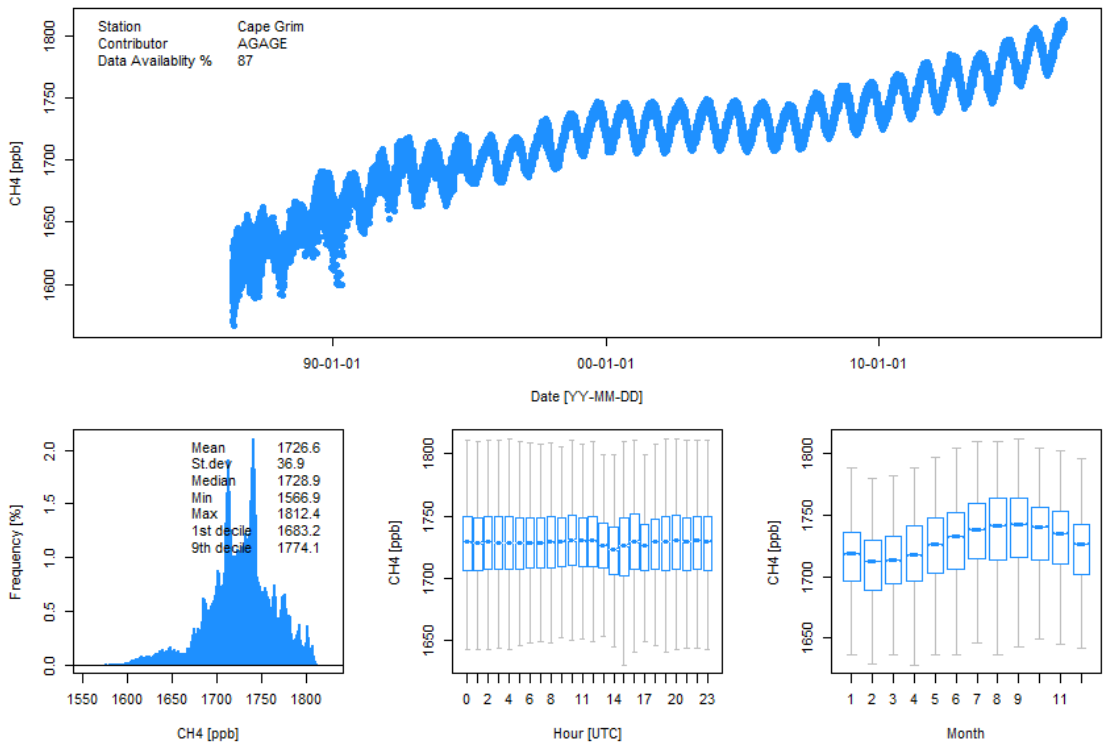 Station Cape Grim
Contributor AGAGE
Data Availablity % 87
CH4 [ppb]
1800
1750
1700
1650
1600
90-01-01 00-01-01 10-01-01
Date [YY-MM-DD]
Frequency [%]
2.0
1.5
1.0
0.5
0.0
Mean 1726.6
St.dev 36.9
Median 1728.9
Min 1566.9
Max 1812.4
1st decile 1683.2
9th decile 1774.1
1550 1600 1650 1700 1750 1800
CH4 [ppb]
CH4 [ppb]
1800
1750
1700
1650
0 2 4 6 8 11 14 17 20 23
Hour [UTC]
CH4 [ppb]
1800
1750
1700
1650
1 2 3 4 5 6 7 8 9 11
Month